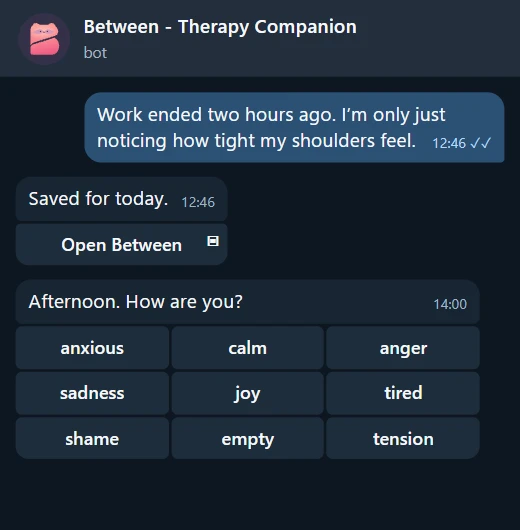 Between - Therapy Companion
bot
Work ended two hours ago. I’m only just
noticing how tight my shoulders feel. 12:46
Saved for today. 12:46
Open Between
Afternoon. How are you? 14:00
anxious calm anger
sadness joy tired
shame empty tension